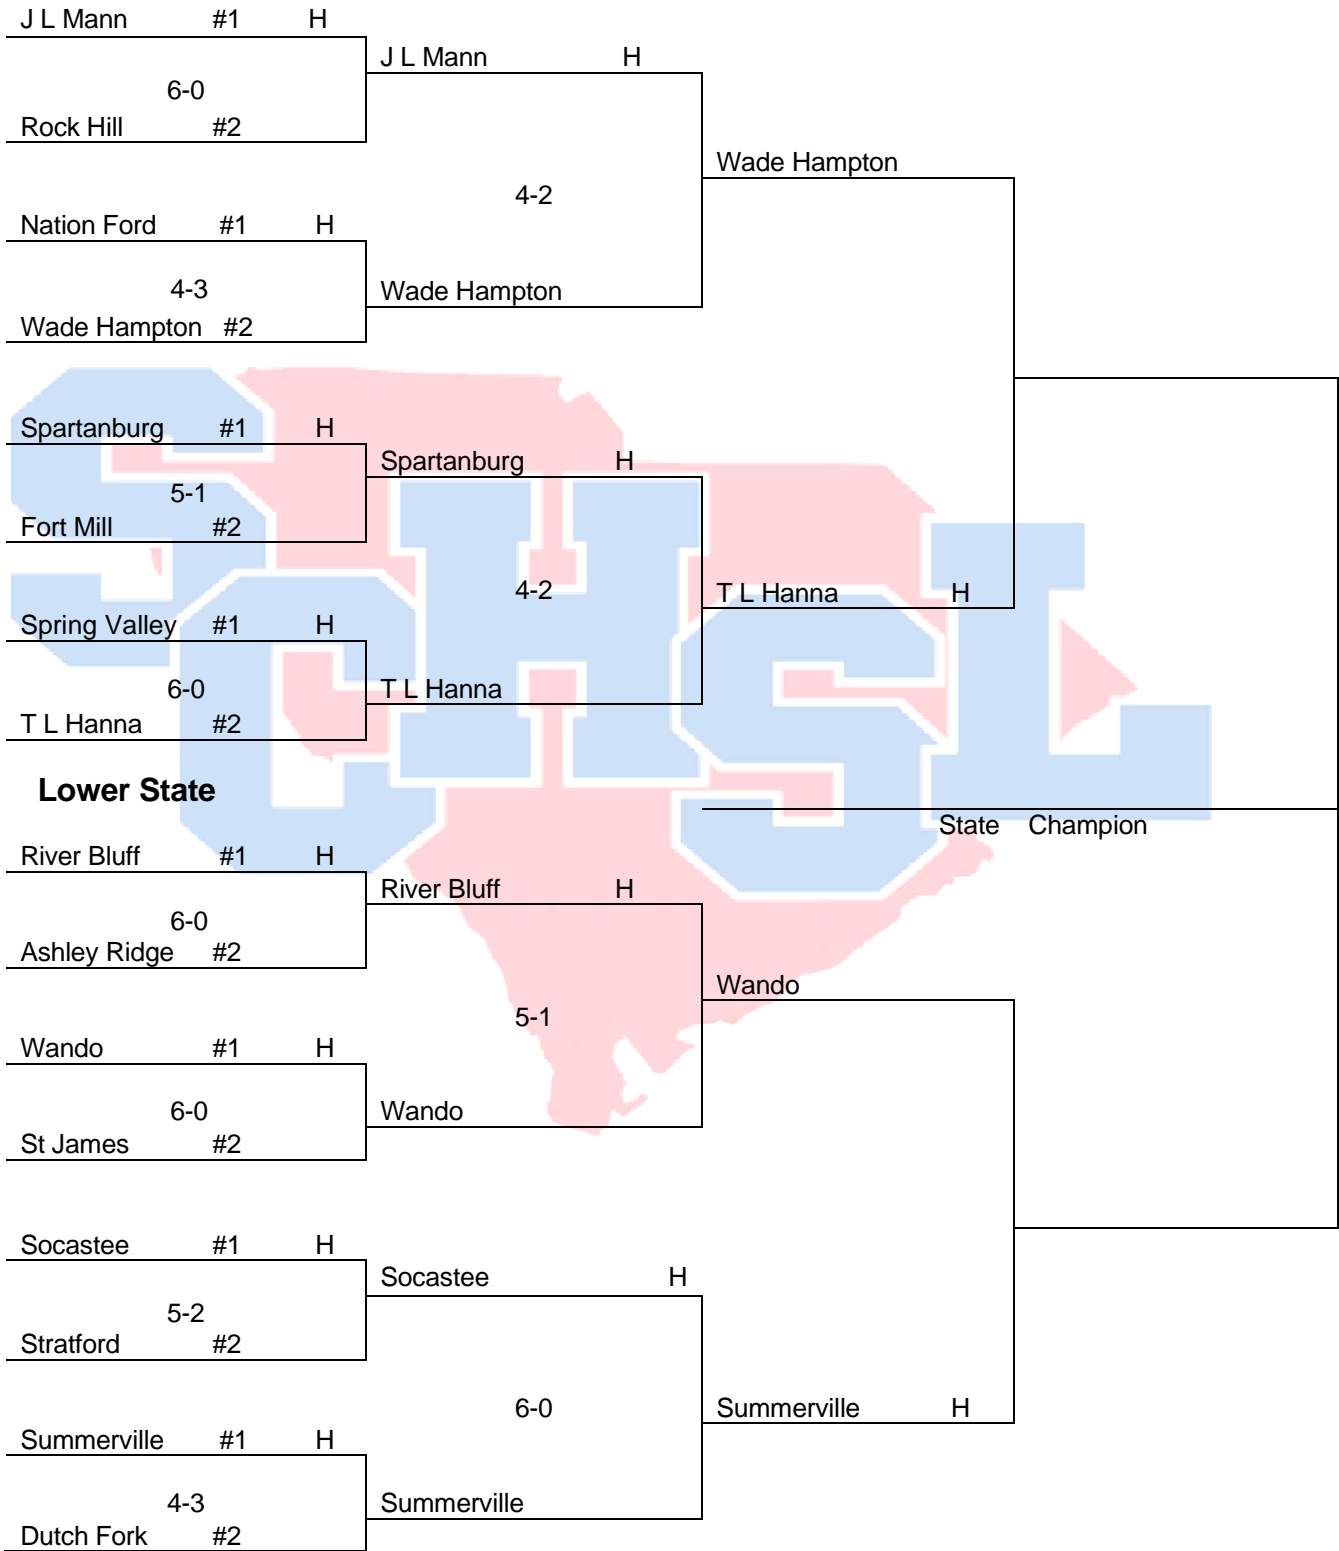 J L Mann #1 H
J L Mann H
6-0
Rock Hill #2
Wade Hampton
4-2
Nation Ford #1 H
4-3
Wade Hampton
Wade Hampton #2
Spartanburg #1 H
Spartanburg H
5-1
Fort Mill #2
4-2
T L Hanna H
Spring Valley #1 H
6-0
T L Hanna
T L Hanna #2
SCHSL
Lower State
State Champion
River Bluff #1 H
River Bluff H
6-0
Ashley Ridge #2
Wando
5-1
Wando #1 H
6-0
Wando
St James #2
Socastee #1 H
Socastee H
5-2
Stratford #2
6-0
Summerville H
Summerville #1 H
4-3
Summerville
Dutch Fork #2